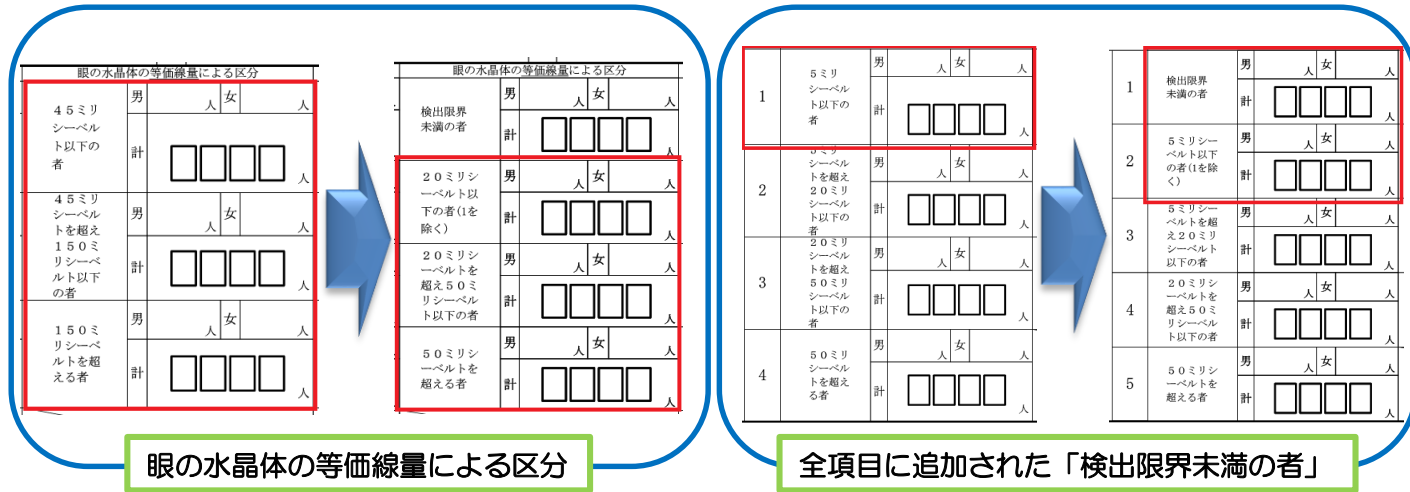 眼の水晶体の等価線量による区分
45ミリ
シーベル
ト以下の
者
男
人
女
人
計
人
45ミリ
シーベル
トを超え
150ミ
リシーベ
ルト以下
の者
男
人
女
人
計
人
150ミ
リシーベ
ルトを超
える者
男
人
女
人
計
人
眼の水晶体の等価線量による区分
検出限界
未満の者
男
人
女
人
計
人
20ミリシ
ーベルト以
下の者(1を
除く)
男
人
女
人
計
人
20ミリシ
ーベルトを
超え50ミ
リシーベル
ト以下の者
男
人
女
人
計
人
50ミリシ
ーベルトを
超える者
男
人
女
人
計
人
眼の水晶体の等価線量による区分
1
5ミリ
シーベル
ト以下の
者
男
人
女
人
計
人
2
5ミリ
シーベル
トを超え
20ミリ
シーベル
ト以下の
者
男
人
女
人
計
人
3
20ミリ
シーベル
トを超え
50ミリ
シーベル
ト以下の
者
男
人
女
人
計
人
4
50ミリ
シーベル
トを超え
る者
男
人
女
人
計
人
1
検出限界
未満の者
男
人
女
人
計
人
2
5ミリシー
ベルト以下
の者(1を除
く)
男
人
女
人
計
人
3
5ミリシー
ベルトを超
え20ミリ
シーベルト
以下の者
男
人
女
人
計
人
4
20ミリシ
ーベルトを
超え50ミ
リシーベル
ト以下の者
男
人
女
人
計
人
5
50ミリシ
ーベルトを
超える者
男
人
女
人
計
人
全項目に追加された「検出限界未満の者」